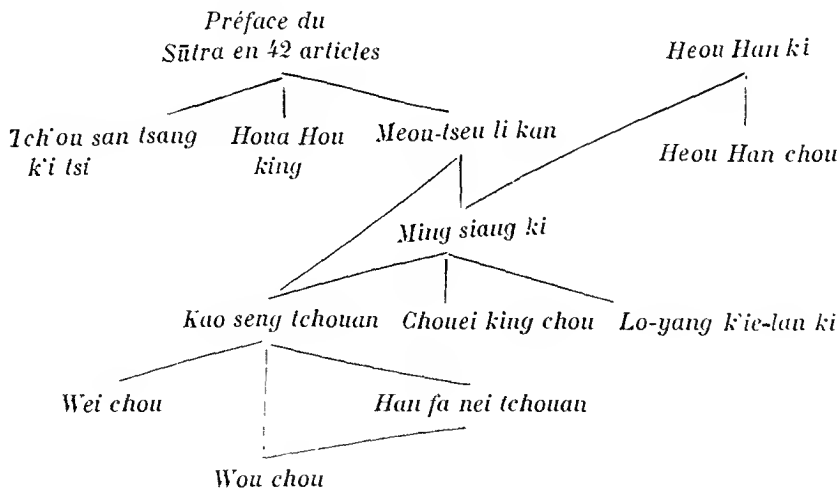 Préface du
Sūtra en 42 articles
Heou Han ki
Tch'ou san tsang
k'i tsi
Houa Hou
king
Meou-tseu li kan
Heou Han chou
Ming siang ki
Kao seng tchouan
Chouei king chou
Lo-yang k'ie-lan ki
Wei chou
Han fa nei tchouan
Wou chou